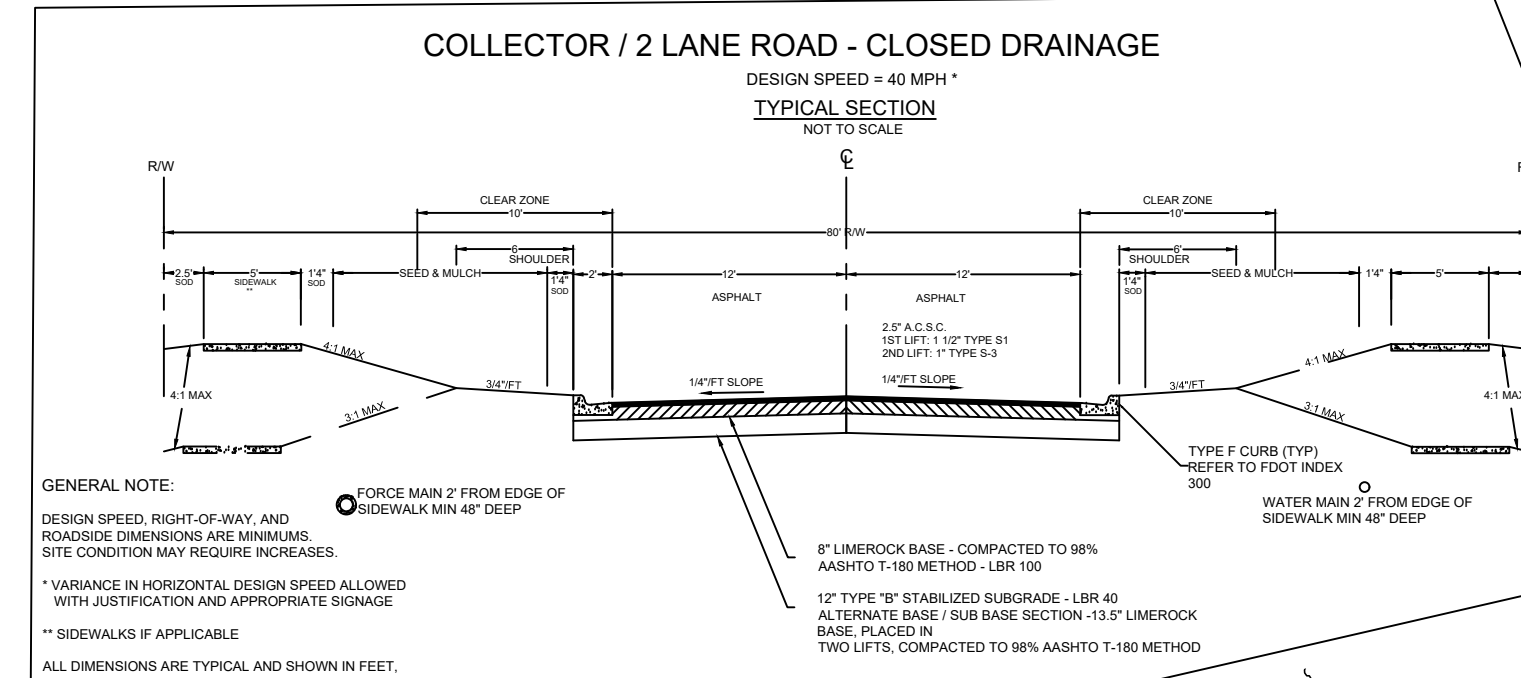 COLLECTOR / 2 LANE ROAD - CLOSED DRAINAGE
DESIGN SPEED = 40 MPH *
TYPICAL SECTION
NOT TO SCALE
R/W
℄
CLEAR ZONE
10'
CLEAR ZONE
10'
80' R/W
6
SHOULDER
6'
SHOULDER
2.5'
SOD
5'
SIDEWALK
**
1'4"
SOD
SEED & MULCH
1'4"
SOD
2'
12'
12'
1'4"
SOD
SEED & MULCH
1'4"
5'
ASPHALT
ASPHALT
2.5" A.C.S.C.
1ST LIFT: 1 1/2" TYPE S1
2ND LIFT: 1" TYPE S-3
4:1 MAX
4:1 MAX
3/4"/FT
1/4"/FT SLOPE
1/4"/FT SLOPE
3/4"/FT
4:1 MAX
3:1 MAX
3:1 MAX
4:1 MAX
TYPE F CURB (TYP)
REFER TO FDOT INDEX
300
GENERAL NOTE:
FORCE MAIN 2' FROM EDGE OF
SIDEWALK MIN 48" DEEP
WATER MAIN 2' FROM EDGE OF
SIDEWALK MIN 48" DEEP
DESIGN SPEED, RIGHT-OF-WAY, AND
ROADSIDE DIMENSIONS ARE MINIMUMS.
SITE CONDITION MAY REQUIRE INCREASES.
8" LIMEROCK BASE - COMPACTED TO 98%
AASHTO T-180 METHOD - LBR 100
* VARIANCE IN HORIZONTAL DESIGN SPEED ALLOWED
WITH JUSTIFICATION AND APPROPRIATE SIGNAGE
12" TYPE "B" STABILIZED SUBGRADE - LBR 40
ALTERNATE BASE / SUB BASE SECTION -13.5" LIMEROCK
BASE, PLACED IN
TWO LIFTS, COMPACTED TO 98% AASHTO T-180 METHOD
** SIDEWALKS IF APPLICABLE
ALL DIMENSIONS ARE TYPICAL AND SHOWN IN FEET,